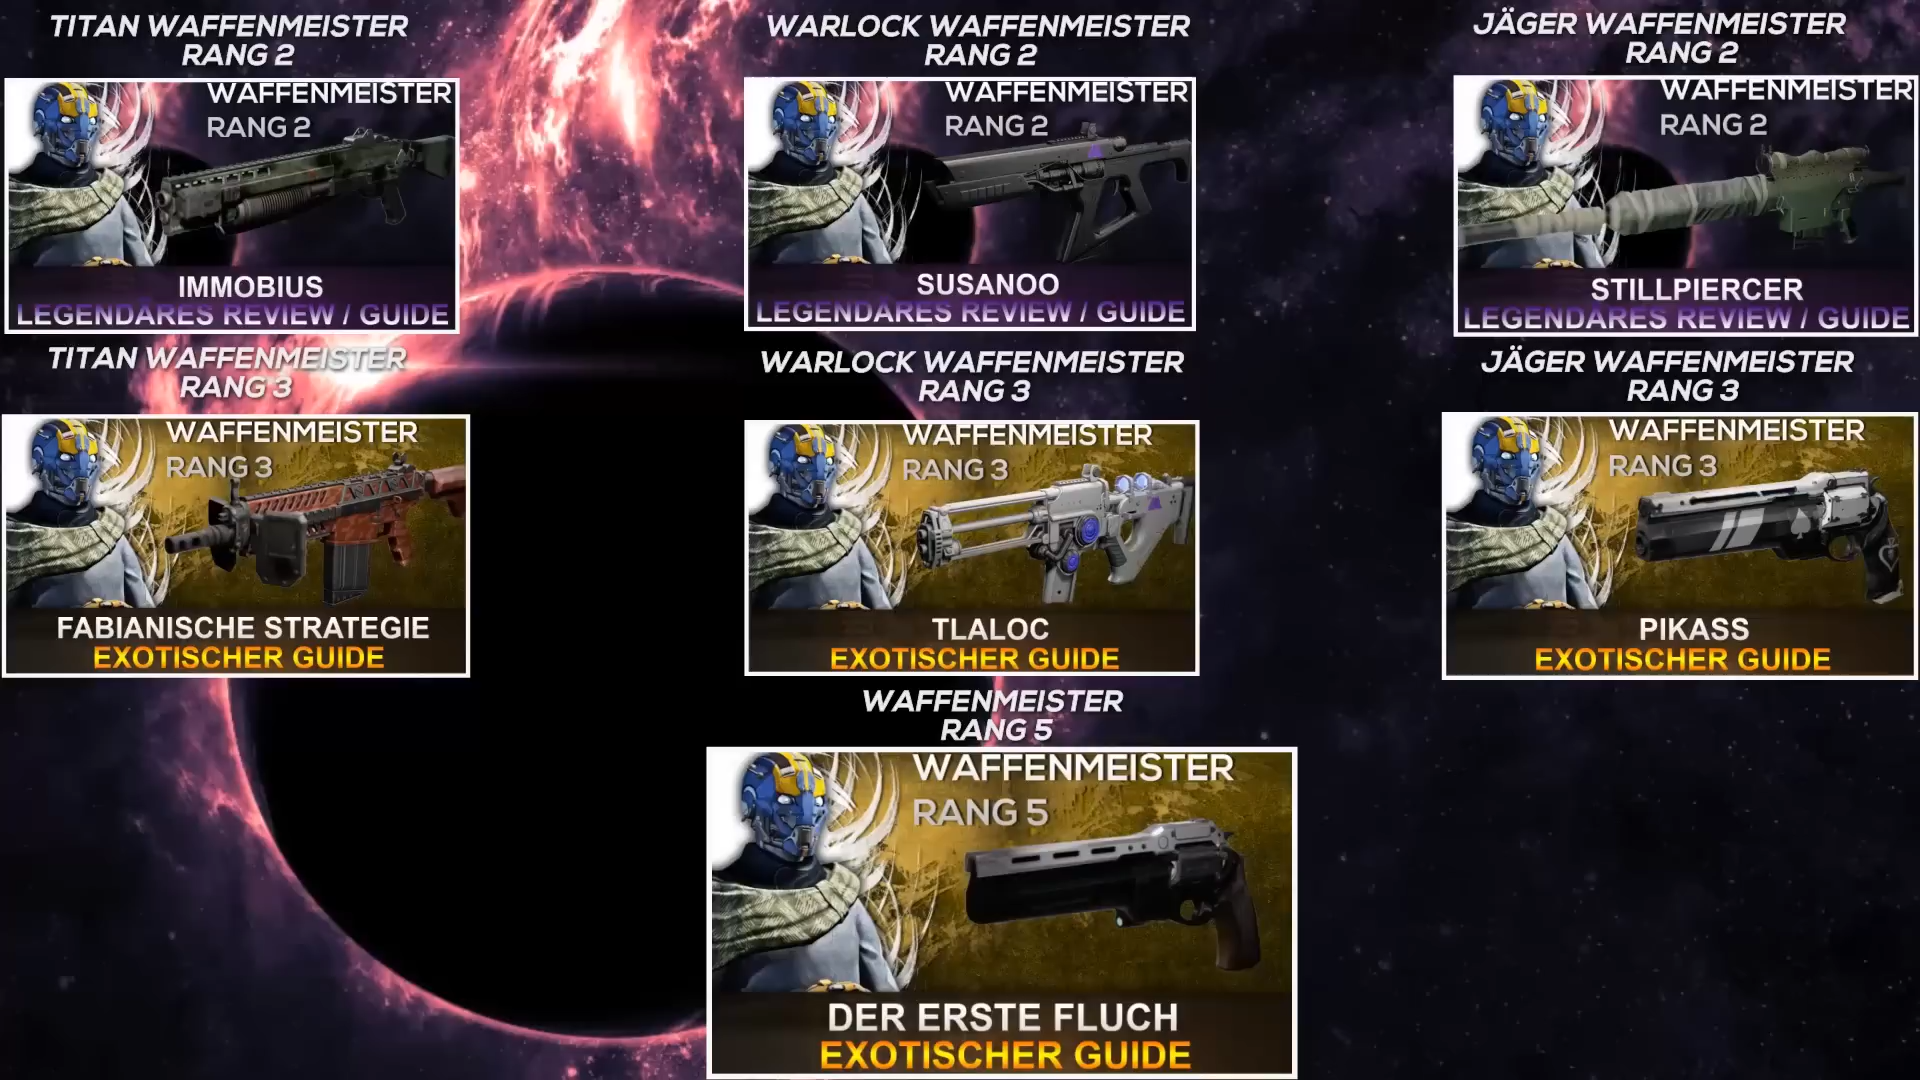 TITAN WAFFENMEISTER
RANG 2
WARLOCK WAFFENMEISTER
RANG 2
JÄGER WAFFENMEISTER
RANG 2
WAFFENMEISTER
RANG 2
IMMOBIUS
LEGENDÄRES REVIEW / GUIDE
WAFFENMEISTER
RANG 2
SUSANOO
LEGENDÄRES REVIEW / GUIDE
WAFFENMEISTER
RANG 2
STILLPIERCER
LEGENDÄRES REVIEW / GUIDE
TITAN WAFFENMEISTER
RANG 3
WARLOCK WAFFENMEISTER
RANG 3
JÄGER WAFFENMEISTER
RANG 3
WAFFENMEISTER
RANG 3
FABIANISCHE STRATEGIE
EXOTISCHER GUIDE
WAFFENMEISTER
RANG 3
TLALOC
EXOTISCHER GUIDE
WAFFENMEISTER
RANG 3
PIKASS
EXOTISCHER GUIDE
WAFFENMEISTER
RANG 5
WAFFENMEISTER
RANG 5
DER ERSTE FLUCH
EXOTISCHER GUIDE